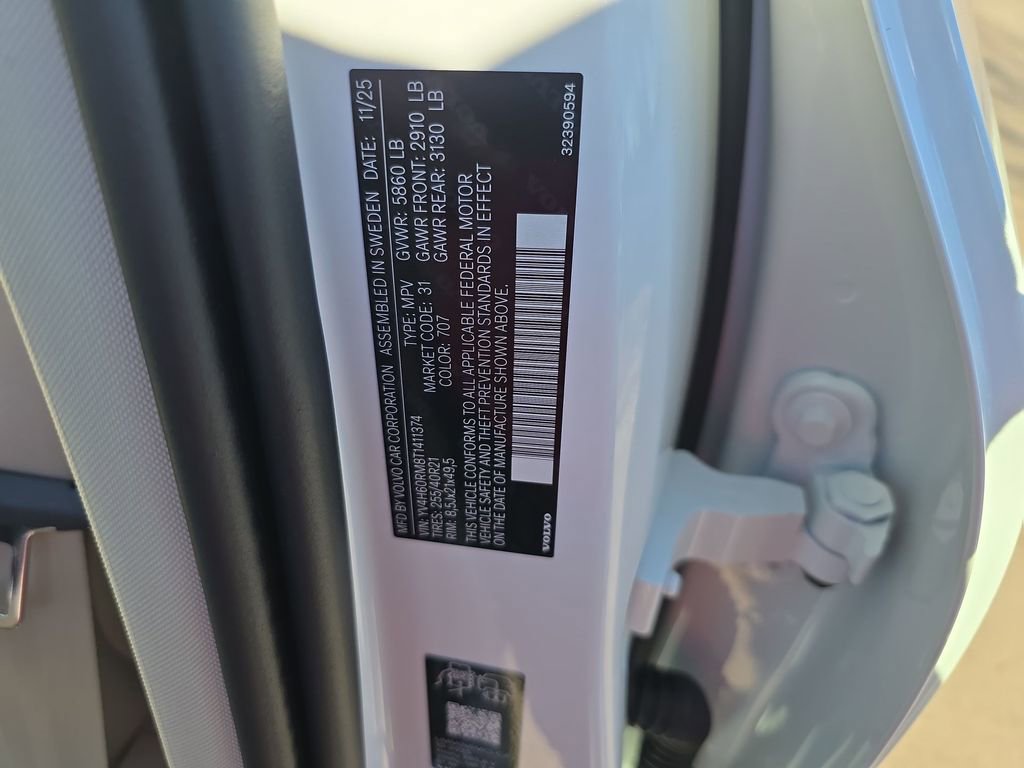 MFD BY VOLVO CAR CORPORATION ASSEMBLED IN SWEDEN DATE: 11/25
VIN: YV4H60RM8T1411374 TYPE: MPV GVWR: 5860 LB
TIRES: 255/40R21 MARKET CODE: 31 GAWR FRONT: 2910 LB
RIM: 8,5Jx21x49,5 COLOR: 707 GAWR REAR: 3130 LB
THIS VEHICLE CONFORMS TO ALL APPLICABLE FEDERAL MOTOR
VEHICLE SAFETY AND THEFT PREVENTION STANDARDS IN EFFECT
ON THE DATE OF MANUFACTURE SHOWN ABOVE.
VOLVO 32390594